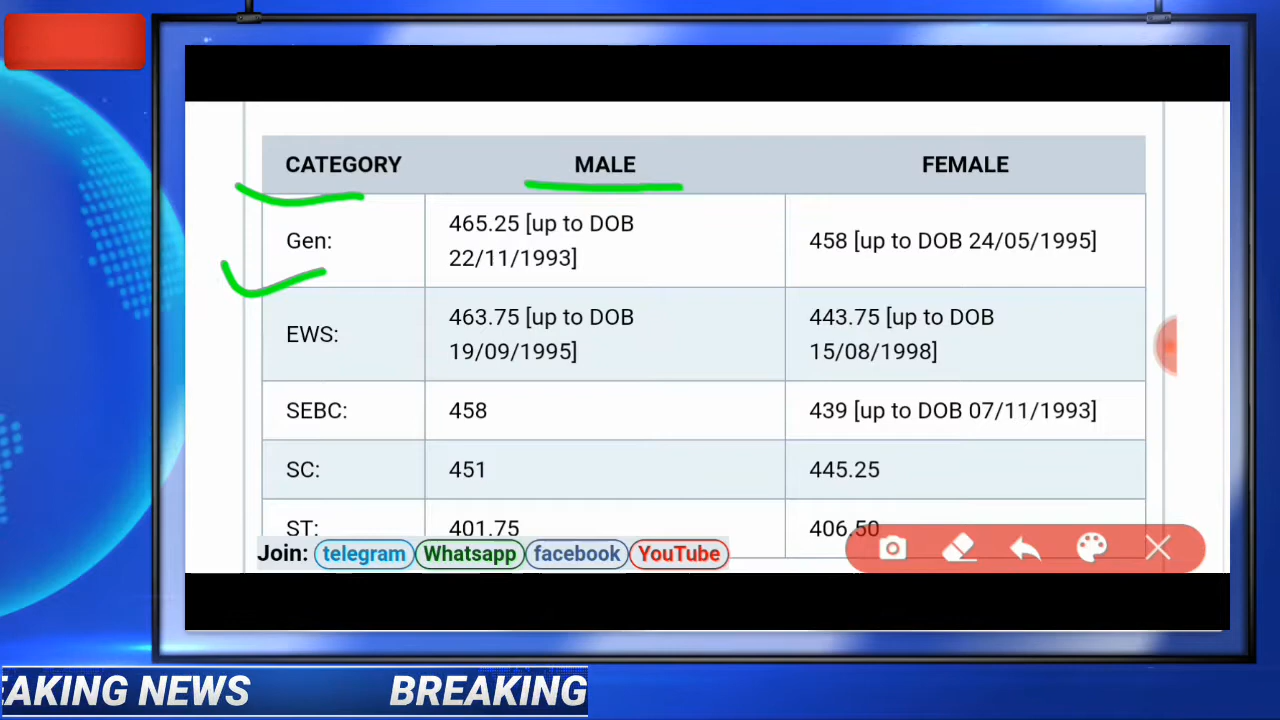 CATEGORY MALE FEMALE
Gen: 465.25 [up to DOB 22/11/1993] 458 [up to DOB 24/05/1995]
EWS: 463.75 [up to DOB 19/09/1995] 443.75 [up to DOB 15/08/1998]
SEBC: 458 439 [up to DOB 07/11/1993]
SC: 451 445.25
ST: 401.75 406.50
Join: telegram Whatsapp facebook YouTube
EAKING NEWS BREAKING